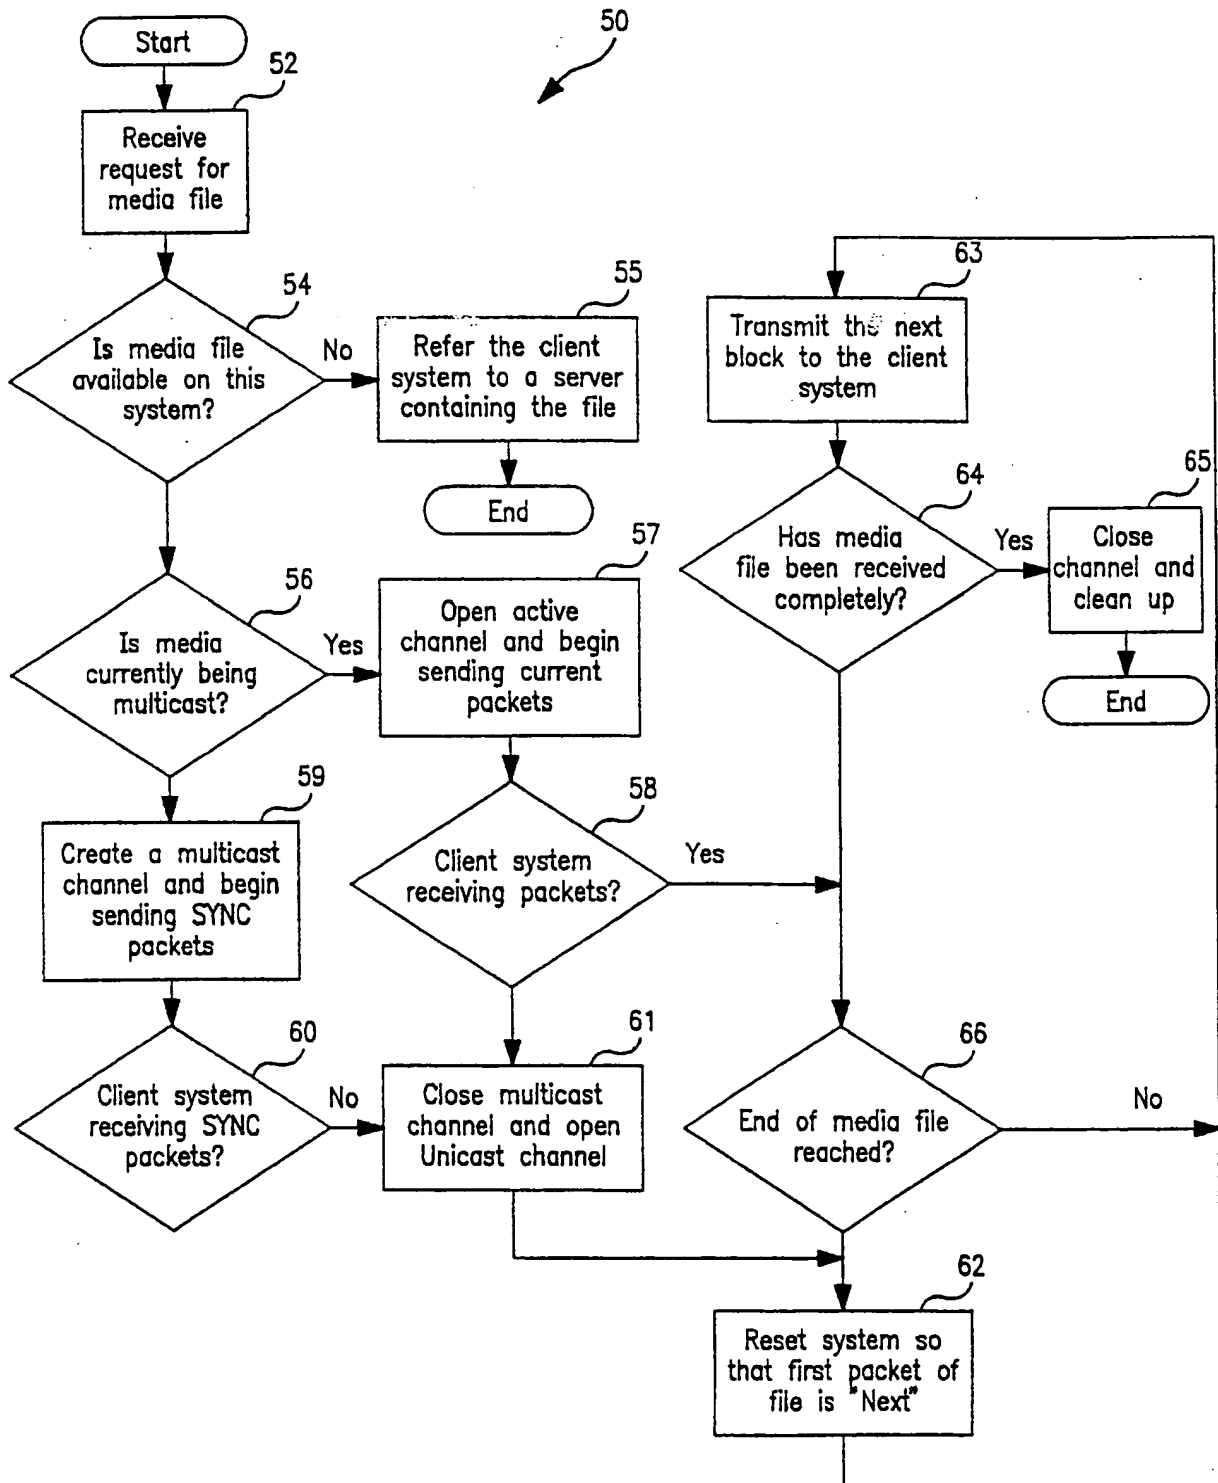 50
Start
52
Receive
request for
media file
54
Is media file
available on this
system?
No
55
Refer the client
system to a server
containing the file
End
56
Is media
currently being
multicast?
Yes
57
Open active
channel and begin
sending current
packets
58
Client system
receiving packets?
Yes
59
Create a multicast
channel and begin
sending SYNC
packets
60
Client system
receiving SYNC
packets?
No
61
Close multicast
channel and open
Unicast channel
63
Transmit the next
block to the client
system
64
Has media
file been received
completely?
Yes
65
Close
channel and
clean up
End
66
End of media file
reached?
No
62
Reset system so
that first packet of
file is "Next"